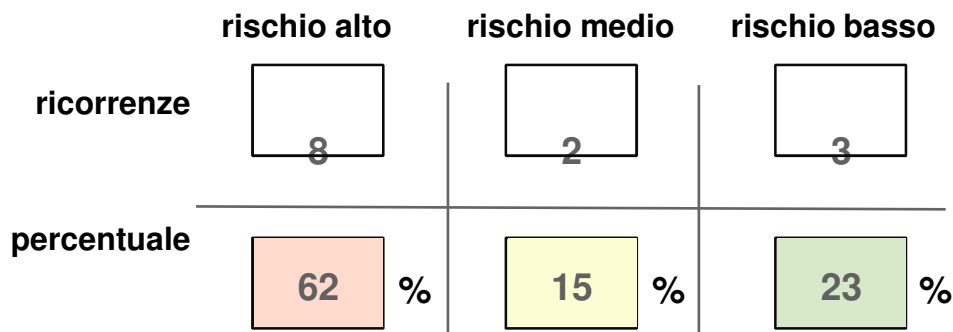 rischio alto rischio medio rischio basso
ricorrenze
8 2 3
percentuale
62 % 15 % 23 %